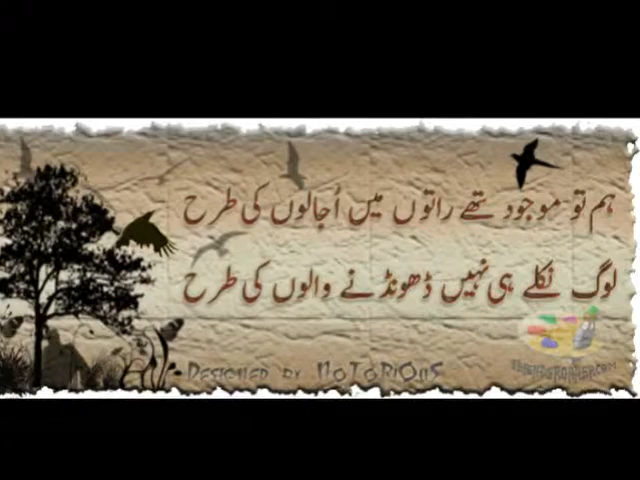 ہم تو موجود تھے راتوں میں اُجالوں کی طرح
لوگ نکلے ہی نہیں ڈھونڈنے والوں کی طرح
DESIGNED BY NOTORIOUS